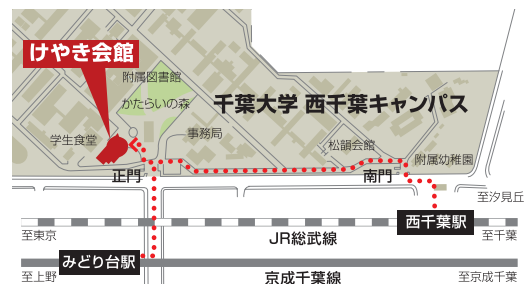 けやき会館
附属図書館
かたらいの森
千葉大学 西千葉キャンパス
学生食堂
事務局
松韻会館
附属幼稚園
正門
南門
至汐見丘
西千葉駅
至東京
JR総武線
至千葉
みどり台駅
至上野
京成千葉線
至京成千葉